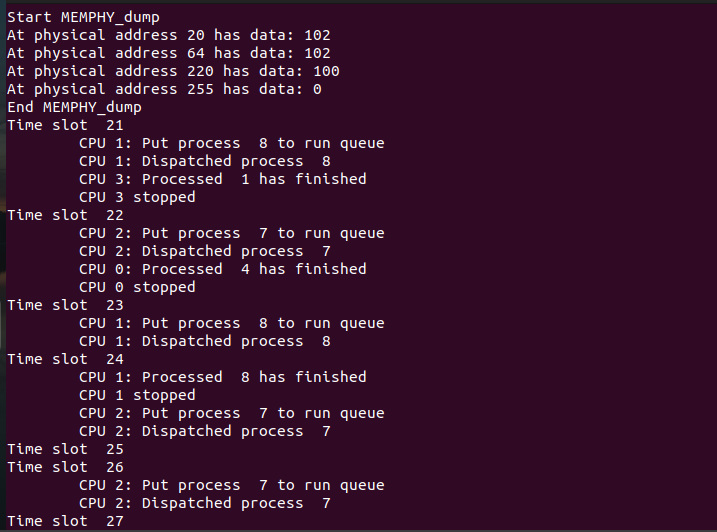 Start MEMPHY_dump
At physical address 20 has data: 102
At physical address 64 has data: 102
At physical address 220 has data: 100
At physical address 255 has data: 0
End MEMPHY_dump
Time slot  21
        CPU 1: Put process  8 to run queue
        CPU 1: Dispatched process  8
        CPU 3: Processed  1 has finished
        CPU 3 stopped
Time slot  22
        CPU 2: Put process  7 to run queue
        CPU 2: Dispatched process  7
        CPU 0: Processed  4 has finished
        CPU 0 stopped
Time slot  23
        CPU 1: Put process  8 to run queue
        CPU 1: Dispatched process  8
Time slot  24
        CPU 1: Processed  8 has finished
        CPU 1 stopped
        CPU 2: Put process  7 to run queue
        CPU 2: Dispatched process  7
Time slot  25
Time slot  26
        CPU 2: Put process  7 to run queue
        CPU 2: Dispatched process  7
Time slot  27